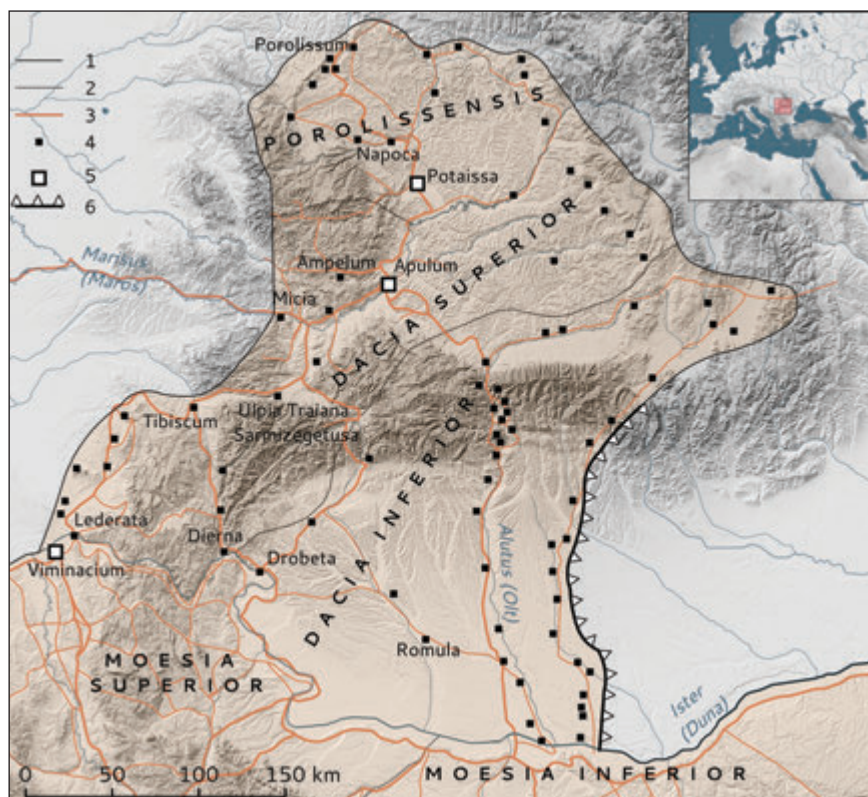 Porolissum
1
2
3
4
5
6
POROLISSENSIS
Napoca
Potaissa
Marisus
(Maros)
Ampelum
Apulum
Micia
DACIA SUPERIOR
Tibiscum
Ulpia Traiana
Sarmizegetusa
DACIA INFERIOR
Alutus (Olt)
Lederata
Dierna
Viminacium
Drobeta
Romula
MOESIA
SUPERIOR
Ister
(Duna)
0 50 100 150 km
MOESIA INFERIOR